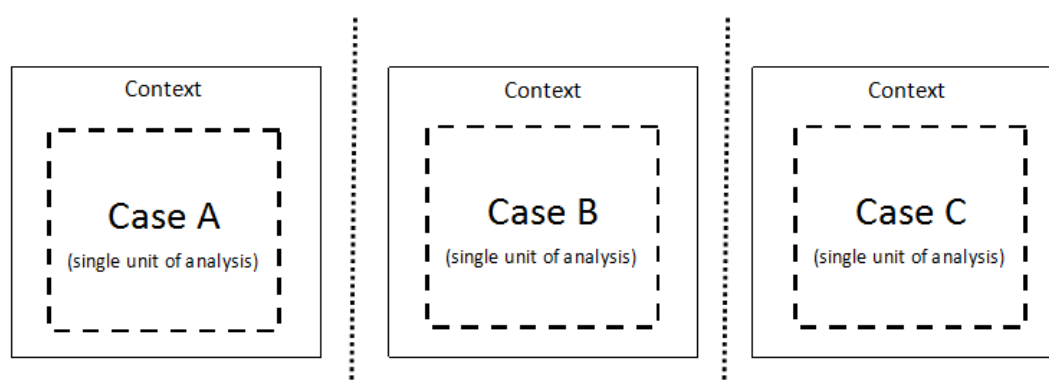 Context
Case A
(single unit of analysis)
Context
Case B
(single unit of analysis)
Context
Case C
(single unit of analysis)